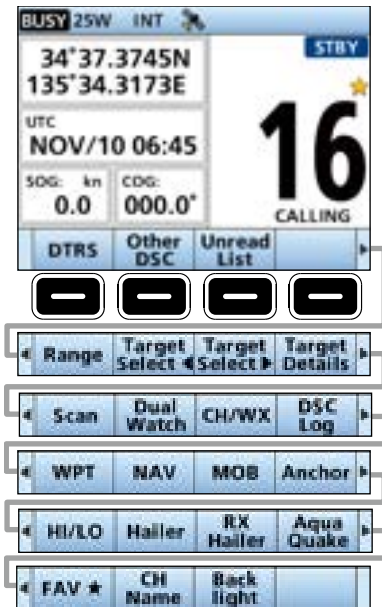 BUSY 25W INT
STBY
34°37.3745N
135°34.3173E
UTC
NOV/10 06:45
SOG: kn COG:
0.0 000.0°
16
CALLING
DTRS Other DSC Unread List
Range Target Select ◀ Target Select ▶ Target Details
Scan Dual Watch CH/WX DSC Log
WPT NAV MOB Anchor
HI/LO Hailer RX Hailer Aqua Quake
FAV ★ CH Name Back light